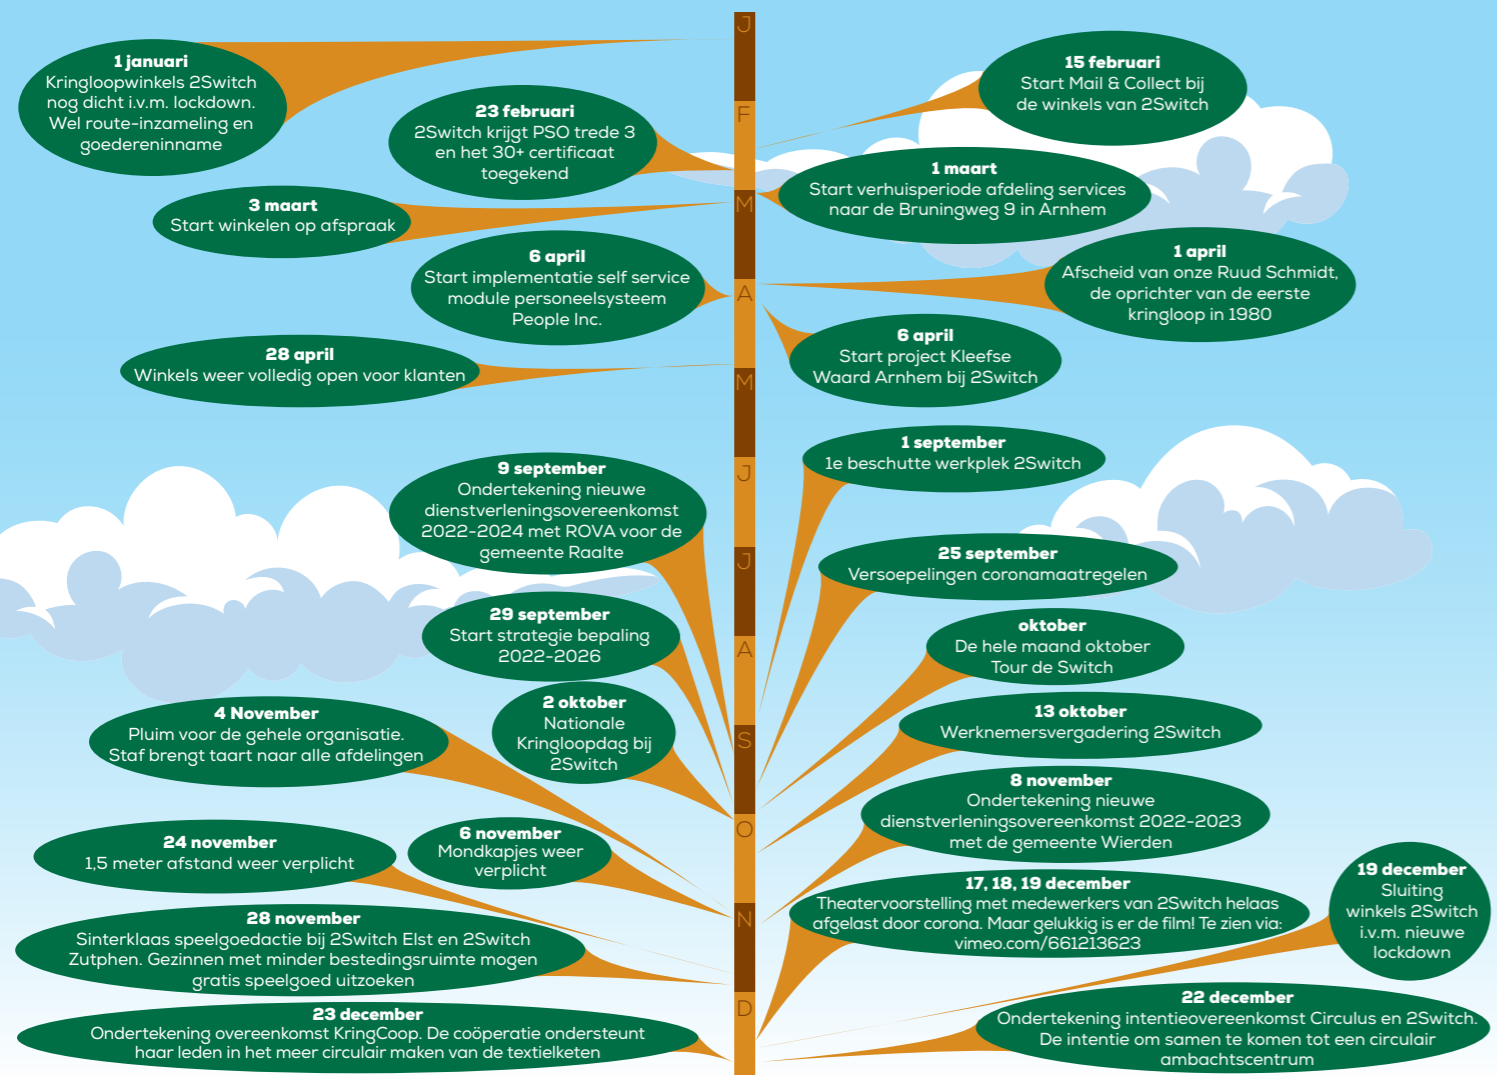 J
F
M
A
M
J
J
A
S
O
N
D
1 januari
Kringloopwinkels 2Switch
nog dicht i.v.m. lockdown.
Wel route-inzameling en
goedereninname
15 februari
Start Mail & Collect bij
de winkels van 2Switch
23 februari
2Switch krijgt PSO trede 3
en het 30+ certificaat
toegekend
1 maart
Start verhuisperiode afdeling services
naar de Bruningweg 9 in Arnhem
3 maart
Start winkelen op afspraak
1 april
Afscheid van onze Ruud Schmidt,
de oprichter van de eerste
kringloop in 1980
6 april
Start implementatie self service
module personeelsysteem
People Inc.
6 april
Start project Kleefse
Waard Arnhem bij 2Switch
28 april
Winkels weer volledig open voor klanten
1 september
1e beschutte werkplek 2Switch
9 september
Ondertekening nieuwe
dienstverleningsovereenkomst
2022-2024 met ROVA voor de
gemeente Raalte
25 september
Versoepelingen coronamaatregelen
29 september
Start strategie bepaling
2022-2026
oktober
De hele maand oktober
Tour de Switch
2 oktober
Nationale
Kringloopdag bij
2Switch
13 oktober
Werknemersvergadering 2Switch
4 November
Pluim voor de gehele organisatie.
Staf brengt taart naar alle afdelingen
6 november
Mondkapjes weer
verplicht
8 november
Ondertekening nieuwe
dienstverleningsovereenkomst 2022-2023
met de gemeente Wierden
24 november
1,5 meter afstand weer verplicht
28 november
Sinterklaas speelgoedactie bij 2Switch Elst en 2Switch
Zutphen. Gezinnen met minder bestedingsruimte mogen
gratis speelgoed uitzoeken
17, 18, 19 december
Theatervoorstelling met medewerkers van 2Switch helaas
afgelast door corona. Maar gelukkig is er de film! Te zien via:
vimeo.com/661213623
19 december
Sluiting
winkels 2Switch
i.v.m. nieuwe
lockdown
22 december
Ondertekening intentieovereenkomst Circulus en 2Switch.
De intentie om samen te komen tot een circulair
ambachtscentrum
23 december
Ondertekening overeenkomst KringCoop. De coöperatie ondersteunt
haar leden in het meer circulair maken van de textielketen